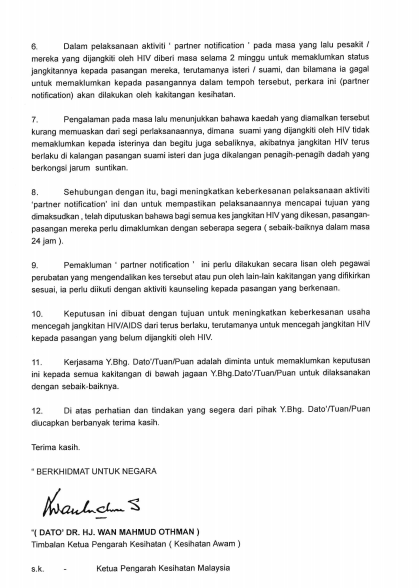 6. Dalam pelaksanaan aktiviti ' partner notification ' pada masa yang lalu pesakit /
mereka yang dijangkiti oleh HIV diberi masa selama 2 minggu untuk memaklumkan status
jangkitannya kepada pasangan mereka, terutamanya isteri / suami, dan bilamana ia gagal
untuk memaklumkan kepada pasangannya dalam tempoh tersebut, perkara ini (partner
notification) akan dilakukan oleh kakitangan kesihatan.
7. Pengalaman pada masa lalu menunjukkan bahawa kaedah yang diamalkan tersebut
kurang memuaskan dari segi perlaksanaannya, dimana suami yang dijangkiti oleh HIV tidak
memaklumkan kepada isterinya dan begitu juga sebaliknya, akibatnya jangkitan HIV terus
berlaku di kalangan pasangan suami isteri dan juga dikalangan penagih-penagih dadah yang
berkongsi jarum suntikan.
8. Sehubungan dengan itu, bagi meningkatkan keberkesanan pelaksanaan aktiviti
'partner notification' ini dan untuk mempastikan pelaksanaannya mencapai tujuan yang
dimaksudkan , telah diputuskan bahawa bagi semua kes jangkitan HIV yang dikesan, pasangan-
pasangan mereka perlu dimaklumkan dengan seberapa segera ( sebaik-baiknya dalam masa
24 jam ).
9. Pemakluman ' partner notification ' ini perlu dilakukan secara lisan oleh pegawai
perubatan yang mengendalikan kes tersebut atau pun oleh lain-lain kakitangan yang difikirkan
sesuai, ia perlu diikuti dengan aktiviti kaunseling kepada pasangan yang berkenaan.
10. Keputusan ini dibuat dengan tujuan untuk meningkatkan keberkesanan usaha
mencegah jangkitan HIV/AIDS dari terus berlaku, terutamanya untuk mencegah jangkitan HIV
kepada pasangan yang belum dijangkiti oleh HIV.
11. Kerjasama Y.Bhg. Dato'/Tuan/Puan adalah diminta untuk memaklumkan keputusan
ini kepada semua kakitangan di bawah jagaan Y.Bhg.Dato'/Tuan/Puan untuk dilaksanakan
dengan sebaik-baiknya.
12. Di atas perhatian dan tindakan yang segera dari pihak Y.Bhg. Dato'/Tuan/Puan
diucapkan berbanyak terima kasih.
Terima kasih.
" BERKHIDMAT UNTUK NEGARA
"( DATO' DR. HJ. WAN MAHMUD OTHMAN )
Timbalan Ketua Pengarah Kesihatan ( Kesihatan Awam )
s.k. - Ketua Pengarah Kesihatan Malaysia